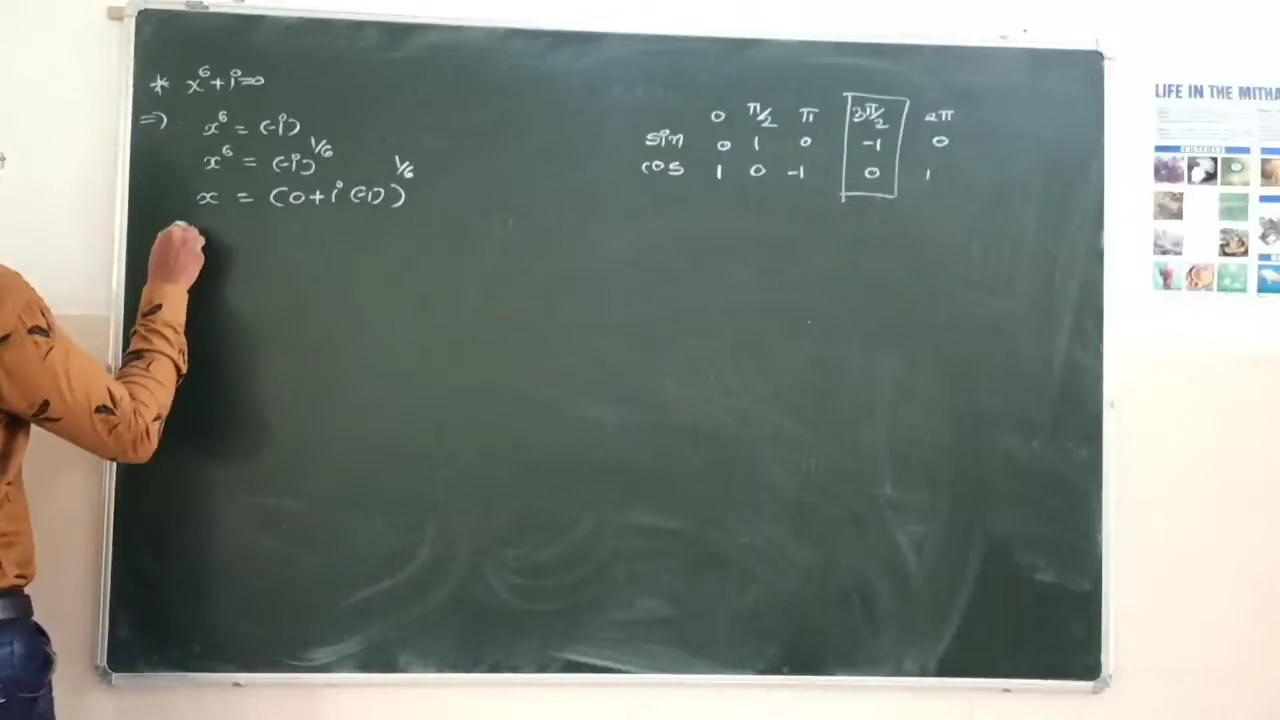 * x⁶+i=0
=) x⁶ = (-i)
x⁶ = (-i)^1/6
x = (0+i(-1))^1/6
0 π/2 π 3π/2 2π
sin 0 1 0 -1 0
cos 1 0 -1 0 1
LIFE IN THE MITHA